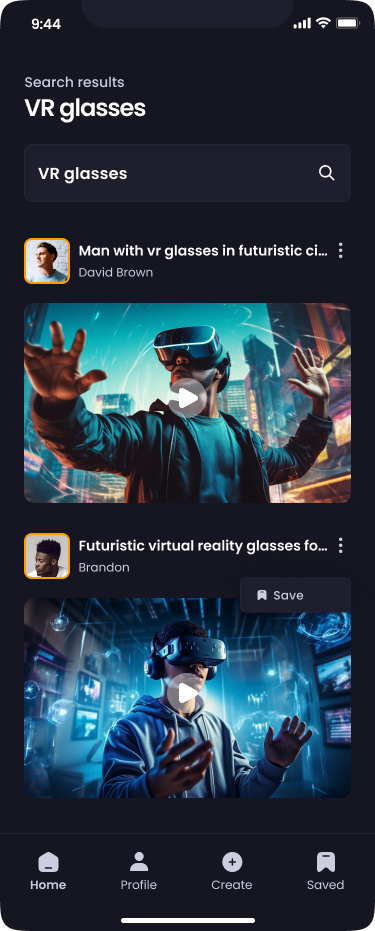 9:44
Search results
VR glasses
VR glasses
Man with vr glasses in futuristic ci...
David Brown
Futuristic virtual reality glasses fo...
Brandon
Save
Home
Profile
Create
Saved